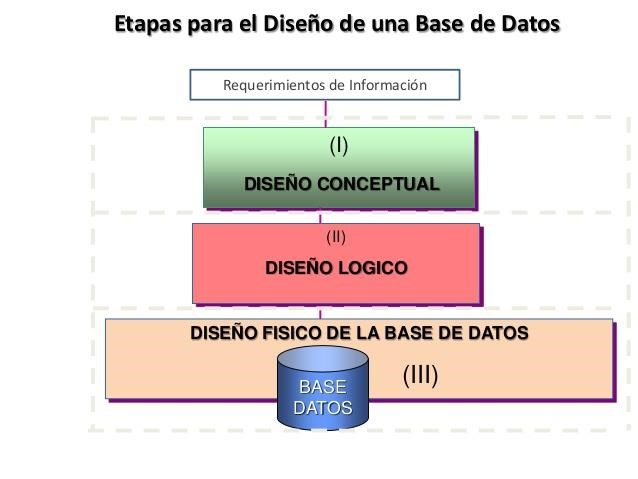 Etapas para el Diseño de una Base de Datos
Requerimientos de Información
(I)
DISEÑO CONCEPTUAL
(II)
DISEÑO LOGICO
DISEÑO FISICO DE LA BASE DE DATOS
(III)
BASE
DATOS